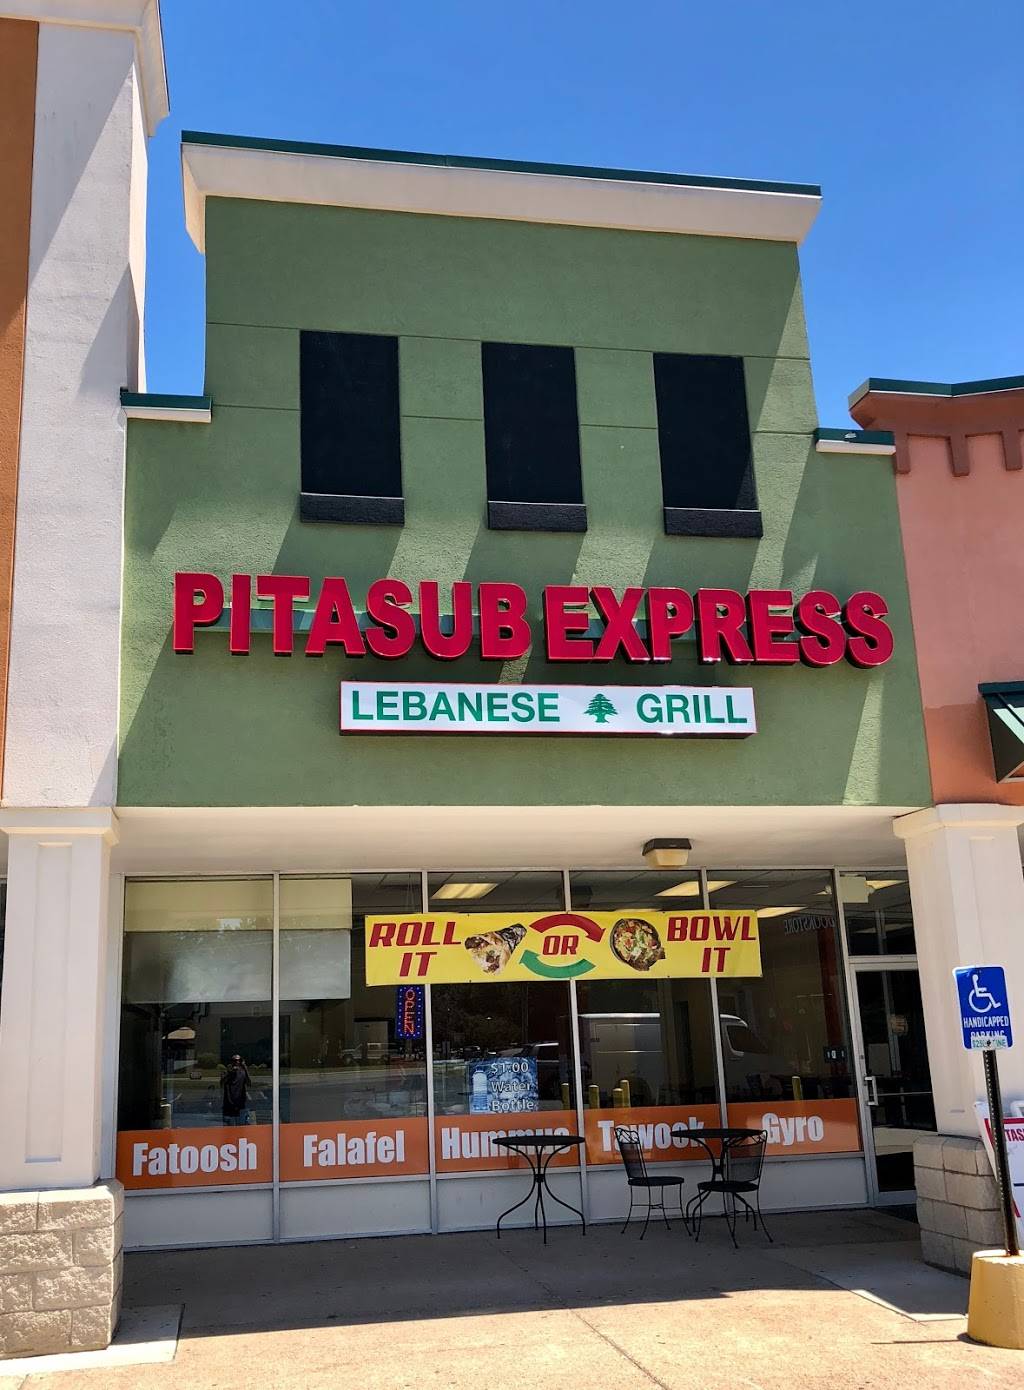 PITASUB EXPRESS
LEBANESE GRILL
ROLL IT OR BOWL IT
BOOKSTORE
OPEN
$1.00
Water
Bottle
HANDICAPPED
PARKING
Fatoosh Falafel Hummus Tawook Gyro